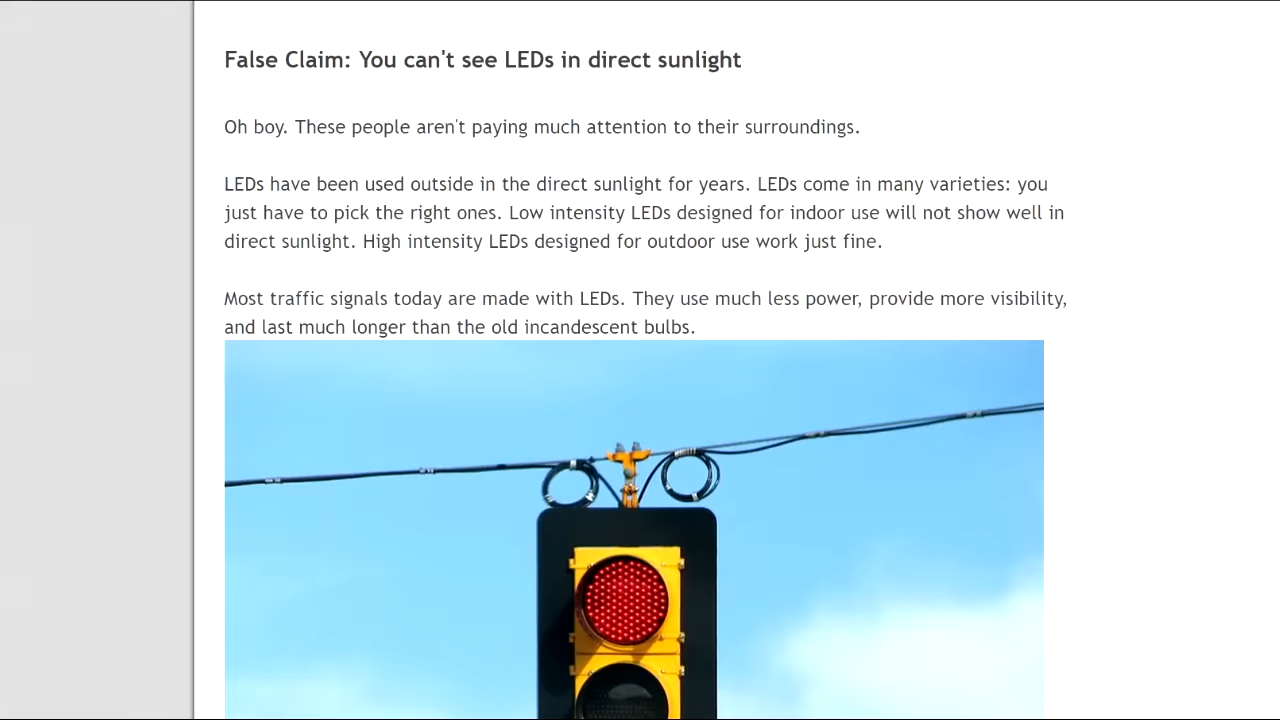 False Claim: You can't see LEDs in direct sunlight
Oh boy. These people aren't paying much attention to their surroundings.
LEDs have been used outside in the direct sunlight for years. LEDs come in many varieties: you
just have to pick the right ones. Low intensity LEDs designed for indoor use will not show well in
direct sunlight. High intensity LEDs designed for outdoor use work just fine.
Most traffic signals today are made with LEDs. They use much less power, provide more visibility,
and last much longer than the old incandescent bulbs.